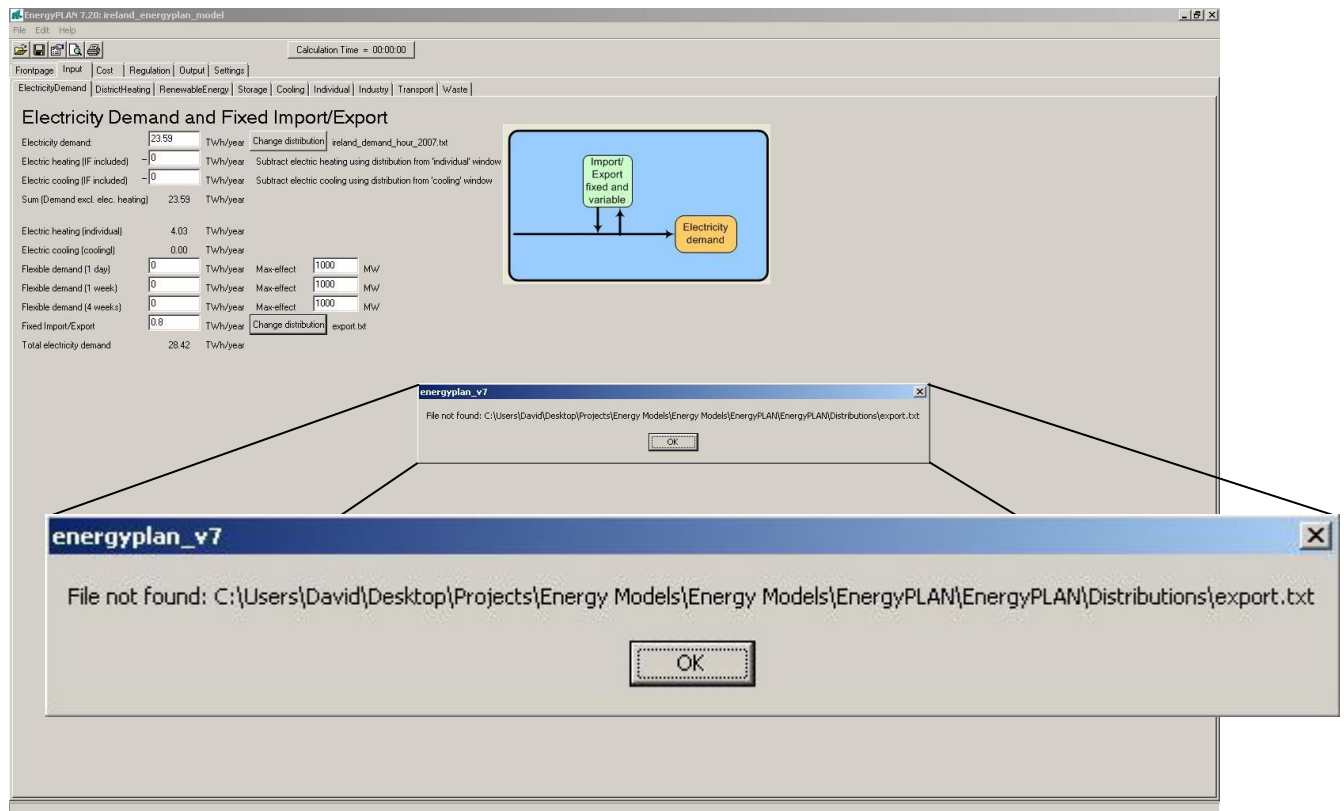 EnergyPLAN 7.20: ireland_energyplan_model
File Edit Help
Calculation Time = 00:00:00
Frontpage Input Cost Regulation Output Settings
ElectricityDemand DistrictHeating RenewableEnergy Storage Cooling Individual Industry Transport Waste
Electricity Demand and Fixed Import/Export
Electricity demand: 23.59 TWh/year Change distribution ireland_demand_hour_2007.txt
Electric heating (IF included) - 0 TWh/year Subtract electric heating using distribution from 'individual' window
Electric cooling (IF included) - 0 TWh/year Subtract electric cooling using distribution from 'cooling' window
Sum (Demand excl. elec. heating) 23.59 TWh/year
Electric heating (individual) 4.03 TWh/year
Electric cooling (coolingl) 0.00 TWh/year
Flexible demand (1 day) 0 TWh/year Max-effect 1000 MW
Flexible demand (1 week) 0 TWh/year Max-effect 1000 MW
Flexible demand (4 weeks) 0 TWh/year Max-effect 1000 MW
Fixed Import/Export 0.8 TWh/year Change distribution export.txt
Total electricity demand 28.42 TWh/year
Import/
Export
fixed and
variable
Electricity
demand
energyplan_v7
File not found: C:\Users\David\Desktop\Projects\Energy Models\Energy Models\EnergyPLAN\EnergyPLAN\Distributions\export.txt
OK
energyplan_v7
File not found: C:\Users\David\Desktop\Projects\Energy Models\Energy Models\EnergyPLAN\EnergyPLAN\Distributions\export.txt
OK